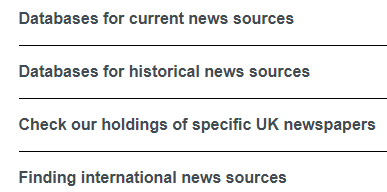 Databases for current news sources
Databases for historical news sources
Check our holdings of specific UK newspapers
Finding international news sources